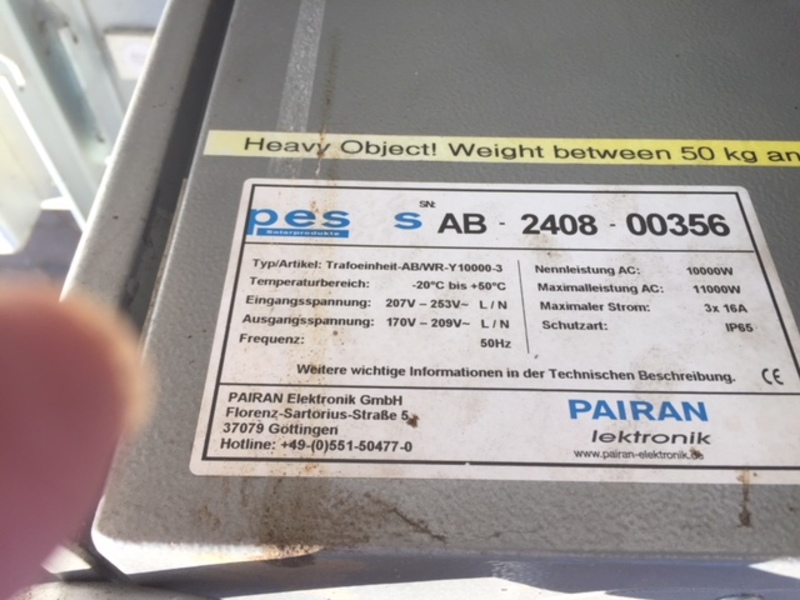 Heavy Object! Weight between 50 kg an
pes
Solarprodukte
S
SN:
AB - 2408 - 00356
Typ/Artikel: Trafoeinheit-AB/WR-Y10000-3
Temperaturbereich: -20°C bis +50°C
Eingangsspannung: 207V – 253V~ L / N
Ausgangsspannung: 170V – 209V~ L / N
Frequenz: 50Hz
Nennleistung AC: 10000W
Maximalleistung AC: 11000W
Maximaler Strom: 3x 16A
Schutzart: IP65
Weitere wichtige Informationen in der Technischen Beschreibung. CE
PAIRAN Elektronik GmbH
Florenz-Sartorius-Straße 5
37079 Göttingen
Hotline: +49-(0)551-50477-0
PAIRAN
lektronik
www.pairan-elektronik.de